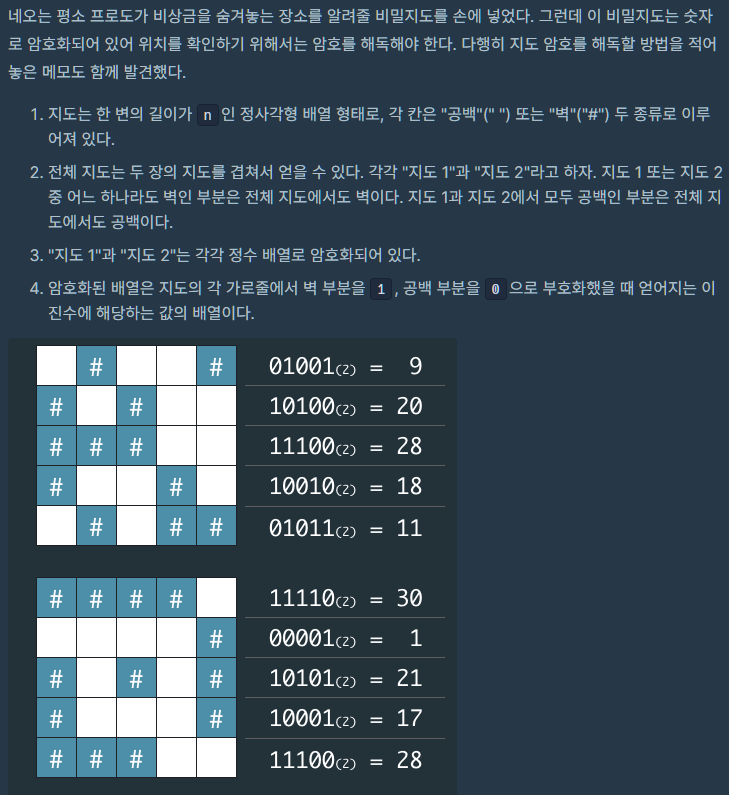 네오는 평소 프로도가 비상금을 숨겨놓는 장소를 알려줄 비밀지도를 손에 넣었다. 그런데 이 비밀지도는 숫자
로 암호화되어 있어 위치를 확인하기 위해서는 암호를 해독해야 한다. 다행히 지도 암호를 해독할 방법을 적어
놓은 메모도 함께 발견했다.
1. 지도는 한 변의 길이가 n 인 정사각형 배열 형태로, 각 칸은 "공백"(" ") 또는 "벽"("#") 두 종류로 이루
어져 있다.
2. 전체 지도는 두 장의 지도를 겹쳐서 얻을 수 있다. 각각 "지도 1"과 "지도 2"라고 하자. 지도 1 또는 지도 2
중 어느 하나라도 벽인 부분은 전체 지도에서도 벽이다. 지도 1과 지도 2에서 모두 공백인 부분은 전체 지
도에서도 공백이다.
3. "지도 1"과 "지도 2"는 각각 정수 배열로 암호화되어 있다.
4. 암호화된 배열은 지도의 각 가로줄에서 벽 부분을 1 , 공백 부분을 0 으로 부호화했을 때 얻어지는 이
진수에 해당하는 값의 배열이다.
# # 01001(2) = 9
# # 10100(2) = 20
# # # 11100(2) = 28
# # 10010(2) = 18
# # # 01011(2) = 11
# # # # 11110(2) = 30
# 00001(2) = 1
# # # 10101(2) = 21
# # 10001(2) = 17
# # # 11100(2) = 28